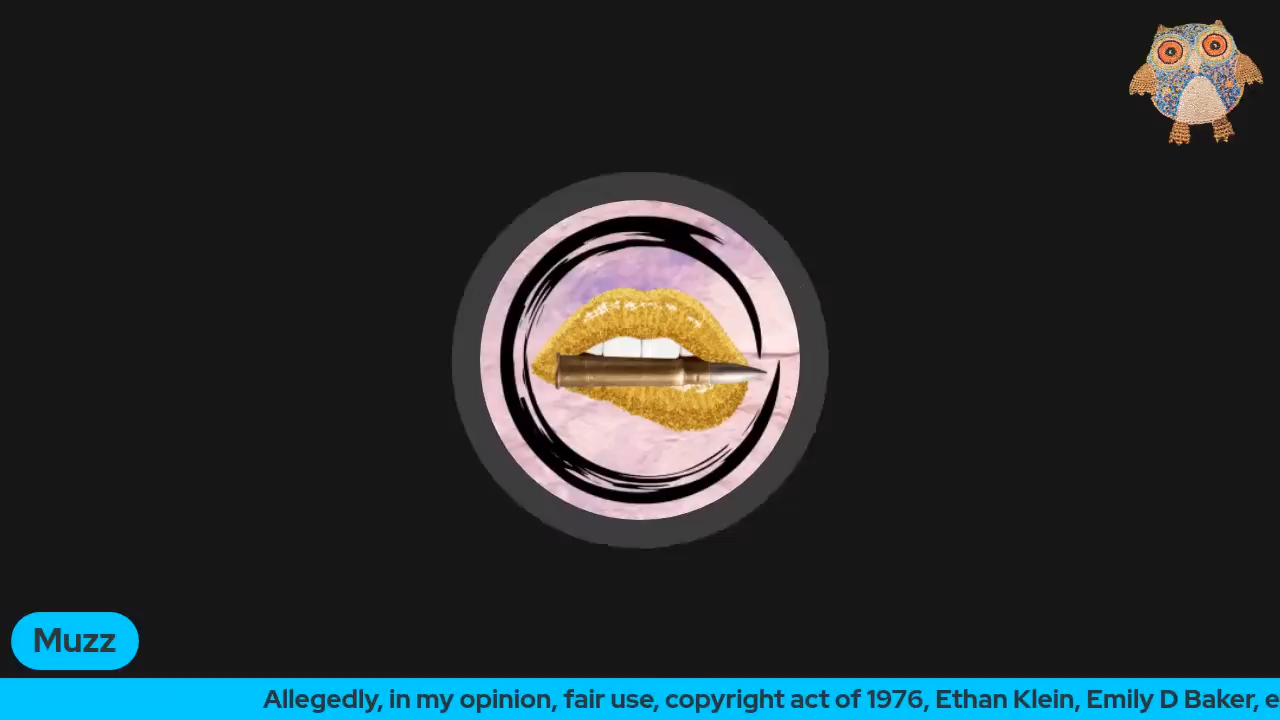 Muzz
Allegedly, in my opinion, fair use, copyright act of 1976, Ethan Klein, Emily D Baker, e